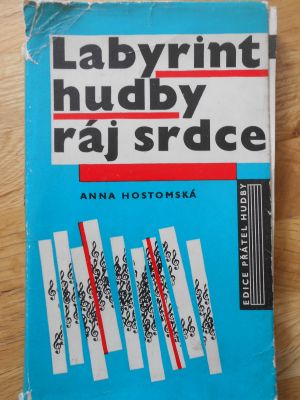 Labyrint
hudby
ráj srdce
ANNA HOSTOMSKÁ
EDICE PŘÁTEL HUDBY